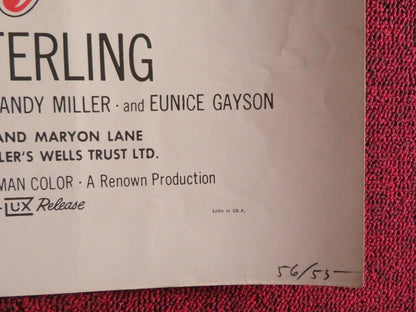 TERLING
ANDY MILLER · and EUNICE GAYSON
AND MARYON LANE
LER'S WELLS TRUST LTD.
MAN COLOR · A Renown Production
LUX Release
Litho in U.S.A.
56/55